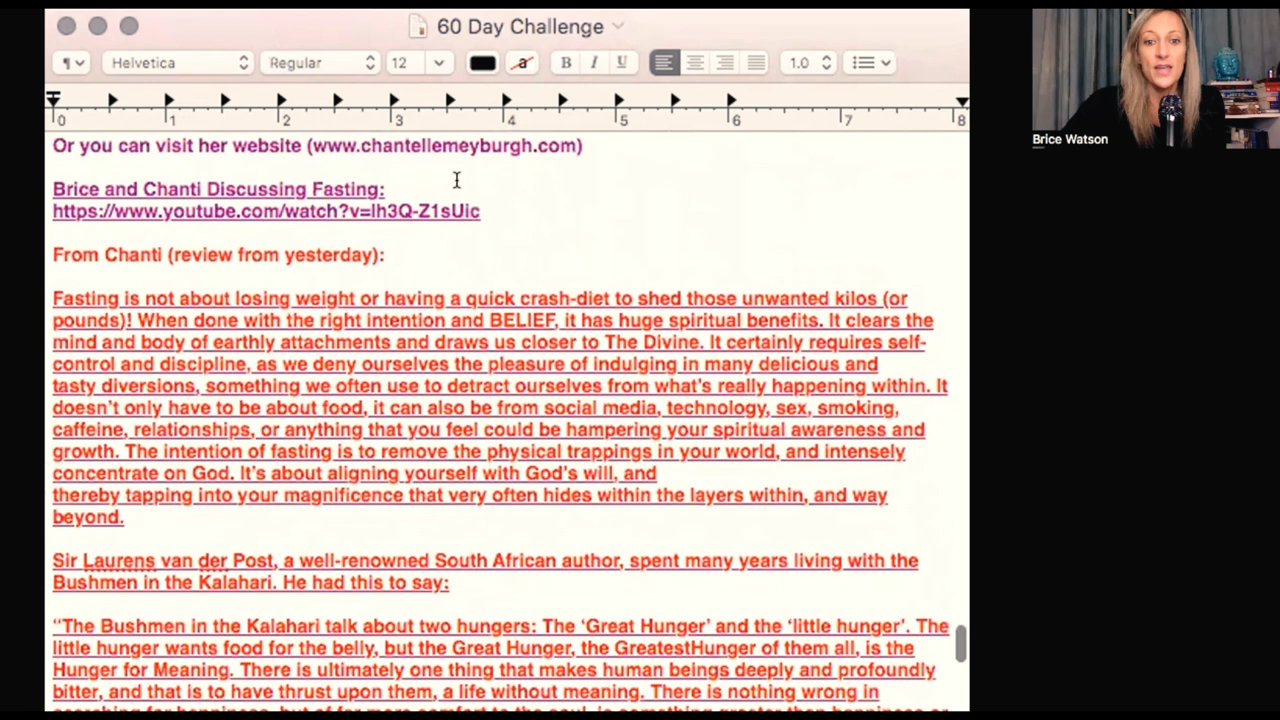 60 Day Challenge
¶
Helvetica
Regular
12
a
B I U
1.0
0 1 2 3 4 5 6 7 8
Or you can visit her website (www.chantellemeyburgh.com)
Brice and Chanti Discussing Fasting:
https://www.youtube.com/watch?v=lh3Q-Z1sUic
From Chanti (review from yesterday):
Fasting is not about losing weight or having a quick crash-diet to shed those unwanted kilos (or
pounds)! When done with the right intention and BELIEF, it has huge spiritual benefits. It clears the
mind and body of earthly attachments and draws us closer to The Divine. It certainly requires self-
control and discipline, as we deny ourselves the pleasure of indulging in many delicious and
tasty diversions, something we often use to detract ourselves from what's really happening within. It
doesn't only have to be about food, it can also be from social media, technology, sex, smoking,
caffeine, relationships, or anything that you feel could be hampering your spiritual awareness and
growth. The intention of fasting is to remove the physical trappings in your world, and intensely
concentrate on God. It's about aligning yourself with God's will, and
thereby tapping into your magnificence that very often hides within the layers within, and way
beyond.
Sir Laurens van der Post, a well-renowned South African author, spent many years living with the
Bushmen in the Kalahari. He had this to say:
“The Bushmen in the Kalahari talk about two hungers: The ‘Great Hunger’ and the ‘little hunger’. The
little hunger wants food for the belly, but the Great Hunger, the GreatestHunger of them all, is the
Hunger for Meaning. There is ultimately one thing that makes human beings deeply and profoundly
bitter, and that is to have thrust upon them, a life without meaning. There is nothing wrong in
Brice Watson